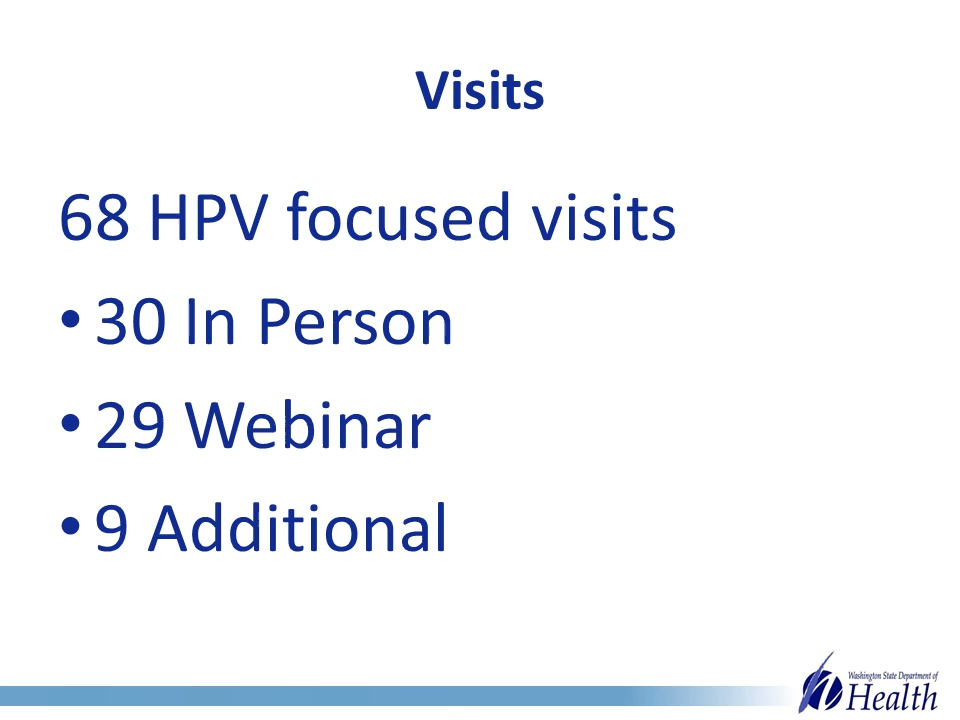 Visits
68 HPV focused visits
• 30 In Person
• 29 Webinar
• 9 Additional
Washington State Department of
Health